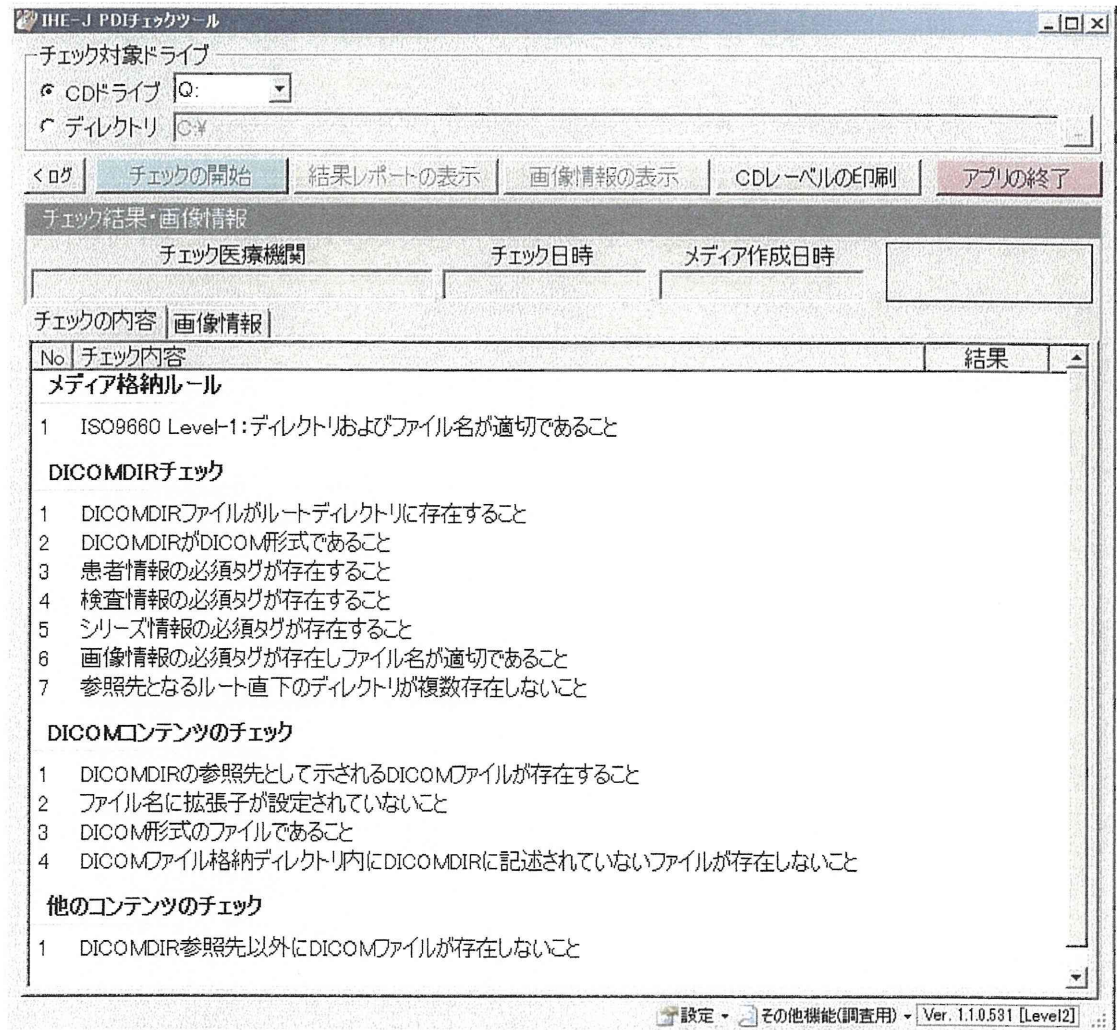 IHE-J PDIチェックツール
チェック対象ドライブ
CDドライブ Q:
ディレクトリ C:¥ ...
<ログ チェックの開始 結果レポートの表示 画像情報の表示 CDレーベルの印刷 アプリの終了
チェック結果・画像情報
チェック医療機関 チェック日時 メディア作成日時
チェックの内容 画像情報
No チェック内容 結果
メディア格納ルール
1 ISO9660 Level-1:ディレクトリおよびファイル名が適切であること
DICOMDIRチェック
1 DICOMDIRファイルがルートディレクトリに存在すること
2 DICOMDIRがDICOM形式であること
3 患者情報の必須タグが存在すること
4 検査情報の必須タグが存在すること
5 シリーズ情報の必須タグが存在すること
6 画像情報の必須タグが存在しファイル名が適切であること
7 参照先となるルート直下のディレクトリが複数存在しないこと
DICOMコンテンツのチェック
1 DICOMDIRの参照先として示されるDICOMファイルが存在すること
2 ファイル名に拡張子が設定されていないこと
3 DICOM形式のファイルであること
4 DICOMファイル格納ディレクトリ内にDICOMDIRに記述されていないファイルが存在しないこと
他のコンテンツのチェック
1 DICOMDIR参照先以外にDICOMファイルが存在しないこと
設定 その他機能(調査用) Ver. 1.1.0.531 [Level2]